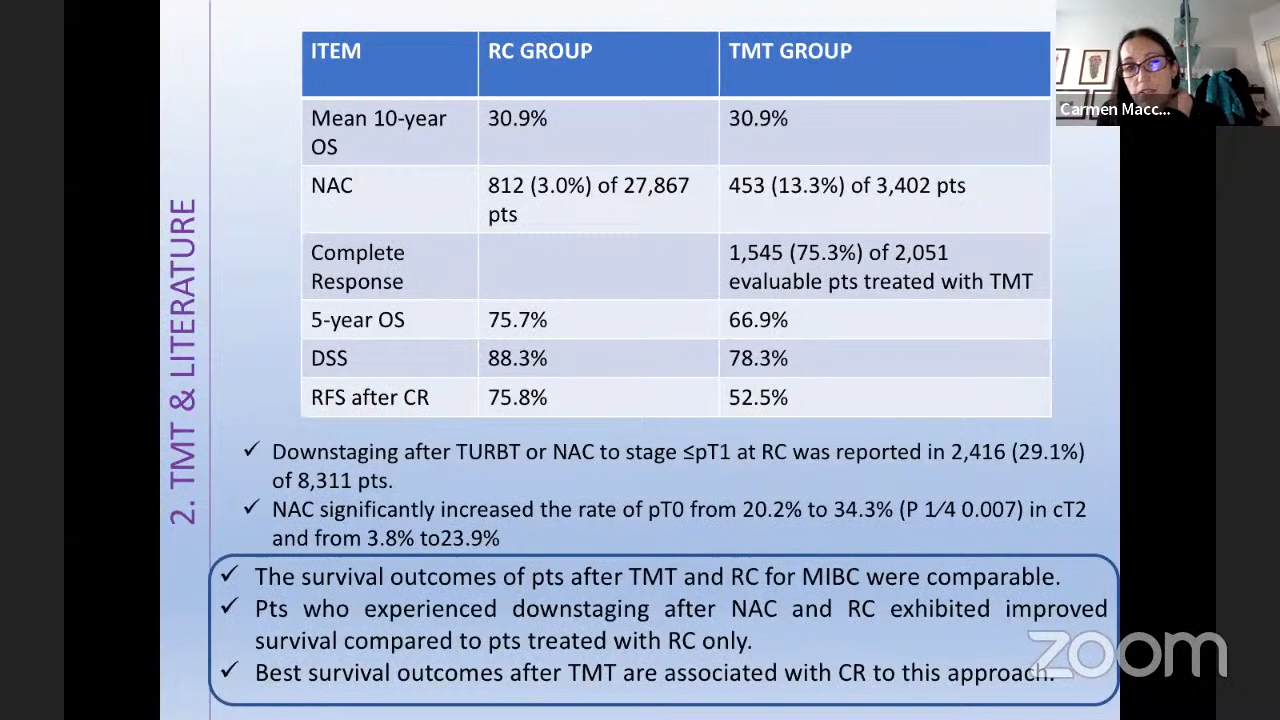 ITEM
RC GROUP
TMT GROUP
Mean 10-year
OS
30.9%
30.9%
NAC
812 (3.0%) of 27,867
pts
453 (13.3%) of 3,402 pts
Complete
Response
1,545 (75.3%) of 2,051
evaluable pts treated with TMT
5-year OS
75.7%
66.9%
DSS
88.3%
78.3%
RFS after CR
75.8%
52.5%
2. TMT & LITERATURE
✓ Downstaging after TURBT or NAC to stage ≤pT1 at RC was reported in 2,416 (29.1%)
of 8,311 pts.
✓ NAC significantly increased the rate of pT0 from 20.2% to 34.3% (P 1⁄4 0.007) in cT2
and from 3.8% to23.9%
✓ The survival outcomes of pts after TMT and RC for MIBC were comparable.
✓ Pts who experienced downstaging after NAC and RC exhibited improved
survival compared to pts treated with RC only.
✓ Best survival outcomes after TMT are associated with CR to this approach.
Carmen Macc...
zoom